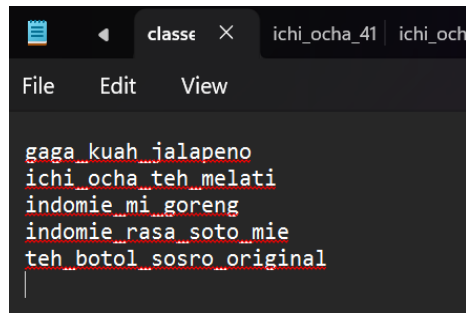 classe
ichi_ocha_41
ichi_och
File Edit View
gaga_kuah_jalapeno
ichi_ocha_teh_melati
indomie_mi_goreng
indomie_rasa_soto_mie
teh_botol_sosro_original